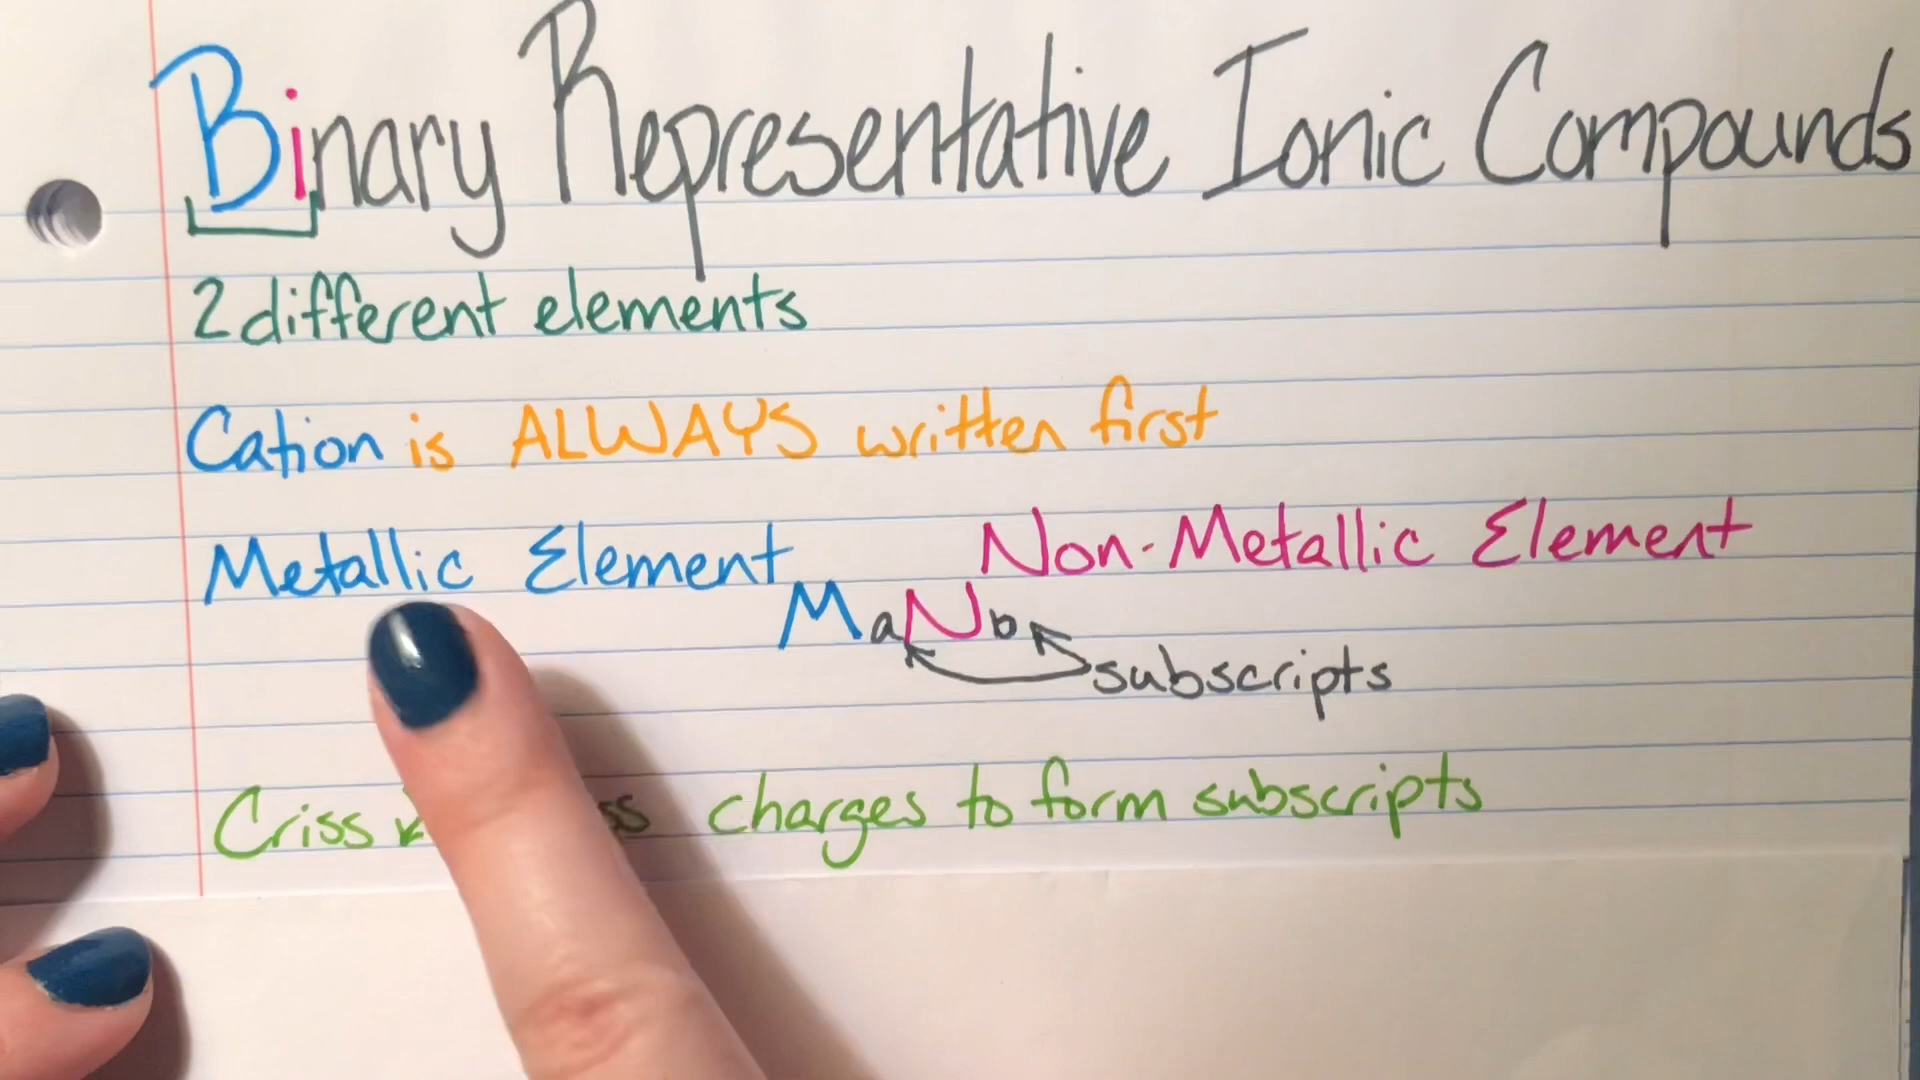 Binary Representative Ionic Compounds
2 different elements
Cation is ALWAYS written first
Metallic Element Non-Metallic Element
MaNb
subscripts
Criss charges to form subscripts